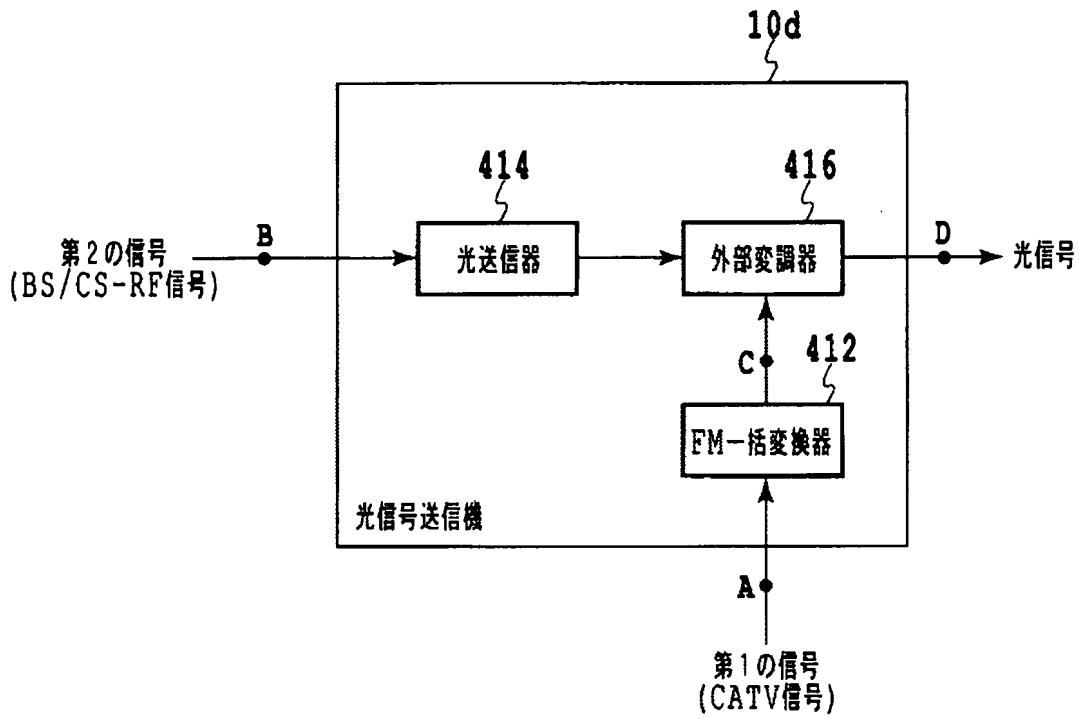 10d
414
416
光送信器
外部変調器
B
D
第2の信号
(BS/CS-RF信号)
光信号
C
412
FM一括変換器
光信号送信機
A
第1の信号
(CATV信号)